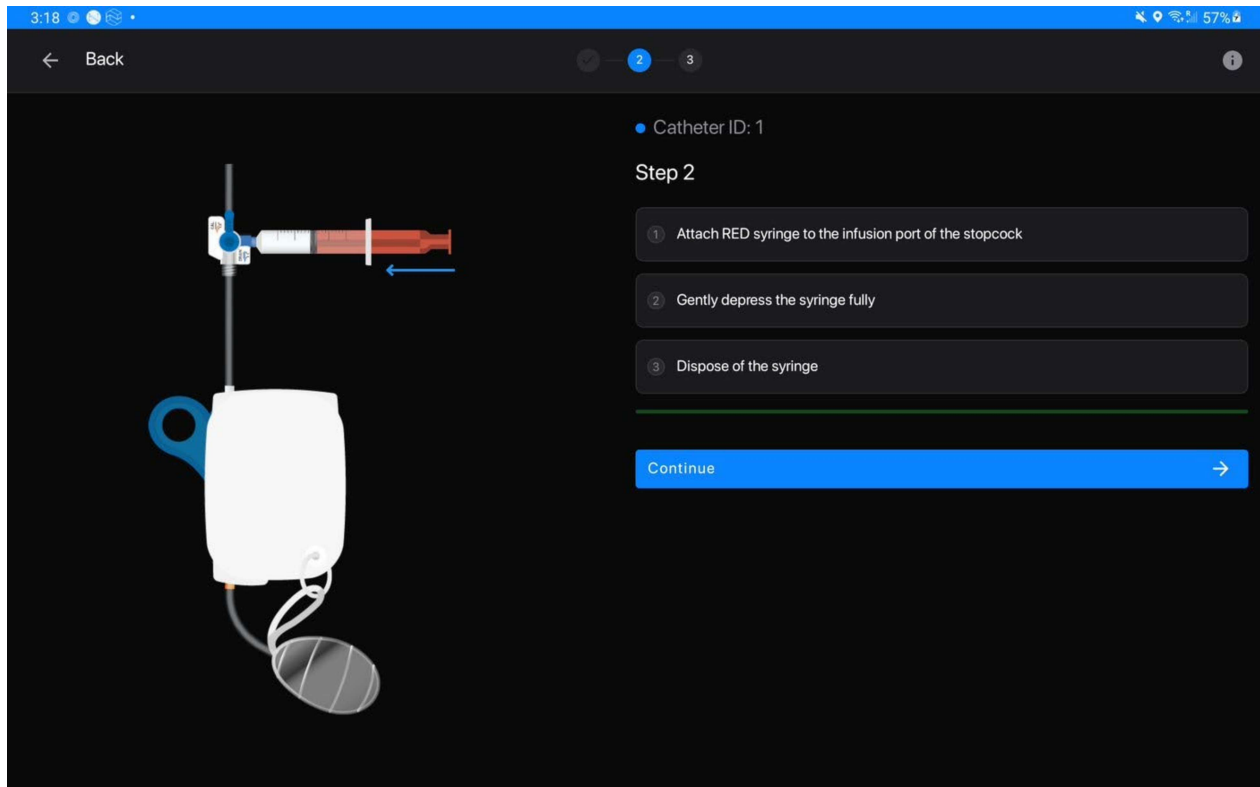 3:18
57%
Back
2
3
Catheter ID: 1
Step 2
1 Attach RED syringe to the infusion port of the stopcock
2 Gently depress the syringe fully
3 Dispose of the syringe
Continue